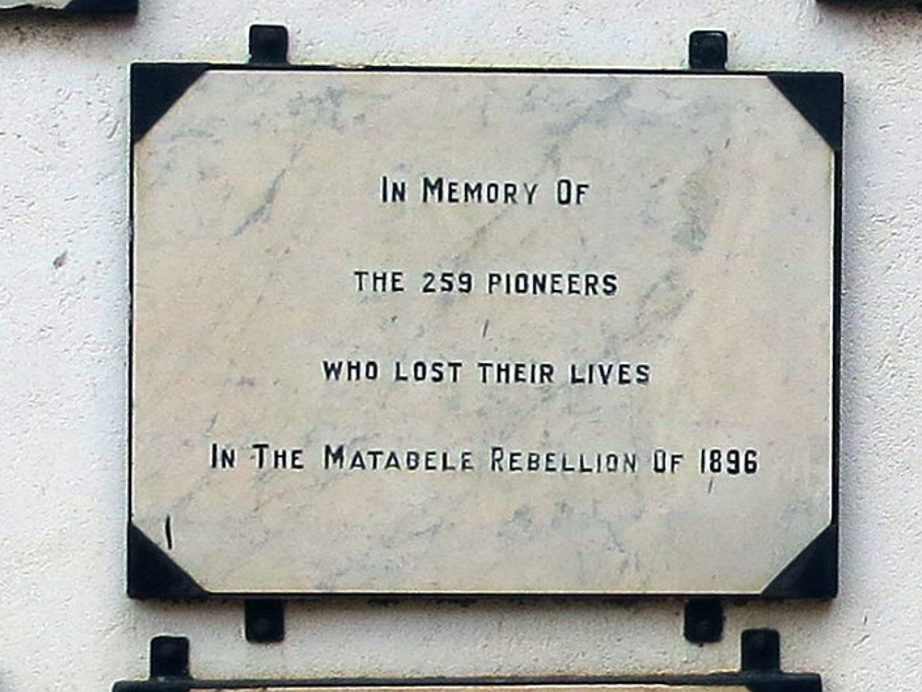 In Memory Of
THE 259 PIONEERS
WHO LOST THEIR LIVES
In The Matabele Rebellion Of 1896